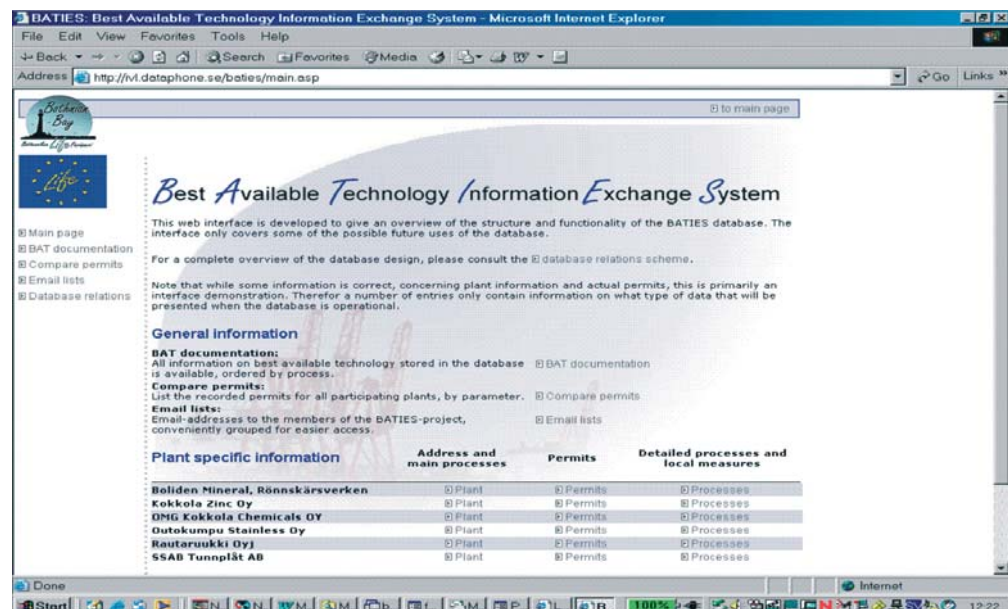 BATIES: Best Available Technology Information Exchange System - Microsoft Internet Explorer
File Edit View Favorites Tools Help
Back Search Favorites Media
Address http://ivl.dataphone.se/baties/main.asp Go Links »
Bothnian
Bay
Life
to main page
Life
Main page
BAT documentation
Compare permits
Email lists
Database relations
Best Available Technology Information Exchange System
This web interface is developed to give an overview of the structure and functionality of the BATIES database. The
interface only covers some of the possible future uses of the database.
For a complete overview of the database design, please consult the database relations scheme.
Note that while some information is correct, concerning plant information and actual permits, this is primarily an
interface demonstration. Therefor a number of entries only contain information on what type of data that will be
presented when the database is operational.
General information
BAT documentation:
All information on best available technology stored in the database BAT documentation
is available, ordered by process.
Compare permits:
List the recorded permits for all participating plants, by parameter. Compare permits
Email lists:
Email-addresses to the members of the BATIES-project, Email lists
conveniently grouped for easier access.
Plant specific information
Address and
main processes
Permits
Detailed processes and
local measures
Boliden Mineral, Rönnskärsverken Plant Permits Processes
Kokkola Zinc Oy Plant Permits Processes
OMG Kokkola Chemicals OY Plant Permits Processes
Outokumpu Stainless Oy Plant Permits Processes
Rautaruukki Oyj Plant Permits Processes
SSAB Tunnplåt AB Plant Permits Processes
Done Internet
Start 100%